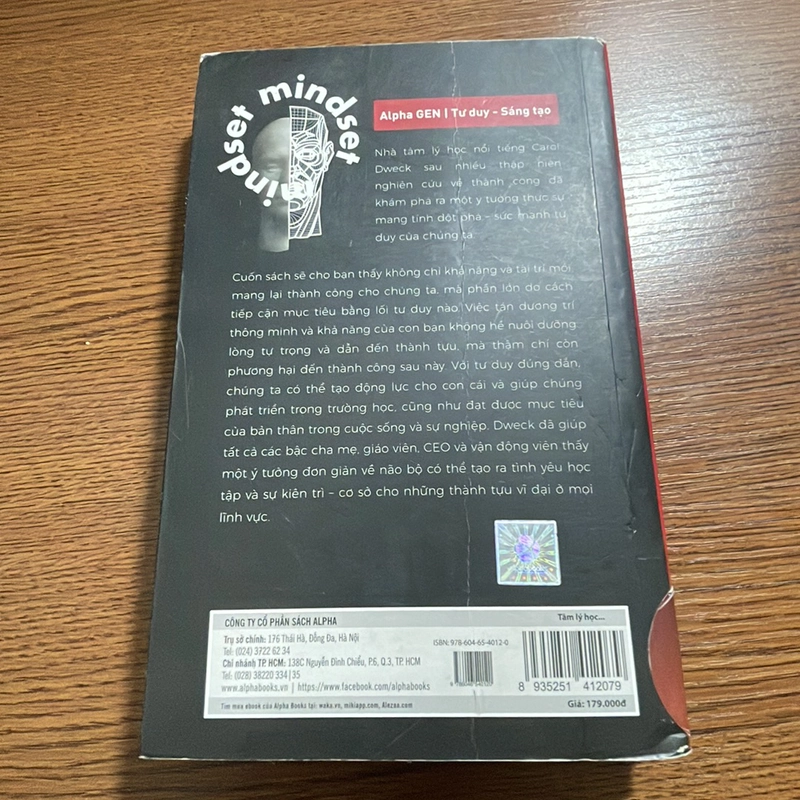 mindset mindset
Alpha GEN | Tư duy – Sáng tạo
Nhà tâm lý học nổi tiếng Carol
Dweck sau nhiều thập niên
nghiên cứu về thành công đã
khám phá ra một ý tưởng thực sự
mang tính đột phá – sức mạnh tư
duy của chúng ta.
Cuốn sách sẽ cho bạn thấy không chỉ khả năng và tài trí mới
mang lại thành công cho chúng ta, mà phần lớn do cách
tiếp cận mục tiêu bằng lối tư duy nào. Việc tán dương trí
thông minh và khả năng của con bạn không hề nuôi dưỡng
lòng tự trọng và dẫn đến thành tựu, mà thậm chí còn
phương hại đến thành công sau này. Với tư duy đúng đắn,
chúng ta có thể tạo động lực cho con cái và giúp chúng
phát triển trong trường học, cũng như đạt được mục tiêu
của bản thân trong cuộc sống và sự nghiệp. Dweck đã giúp
tất cả các bậc cha mẹ, giáo viên, CEO và vận động viên thấy
một ý tưởng đơn giản về não bộ có thể tạo ra tình yêu học
tập và sự kiên trì – cơ sở cho những thành tựu vĩ đại ở mọi
lĩnh vực.
CÔNG TY CỔ PHẦN SÁCH ALPHA
Trụ sở chính: 176 Thái Hà, Đống Đa, Hà Nội
Tel: (024) 3722 62 34
Chi nhánh TP. HCM: 138C Nguyễn Đình Chiểu, P.6, Q.3, TP. HCM
Tel: (028) 38220 334 | 35
www.alphabooks.vn | https://www.facebook.com/alphabooks
Tìm mua ebook của Alpha Books tại: waka.vn, mikiapp.com, Alezaa.com
ISBN: 978-604-65-4012-0
Tâm lý học...
8 935251 412079
Giá: 179.000đ